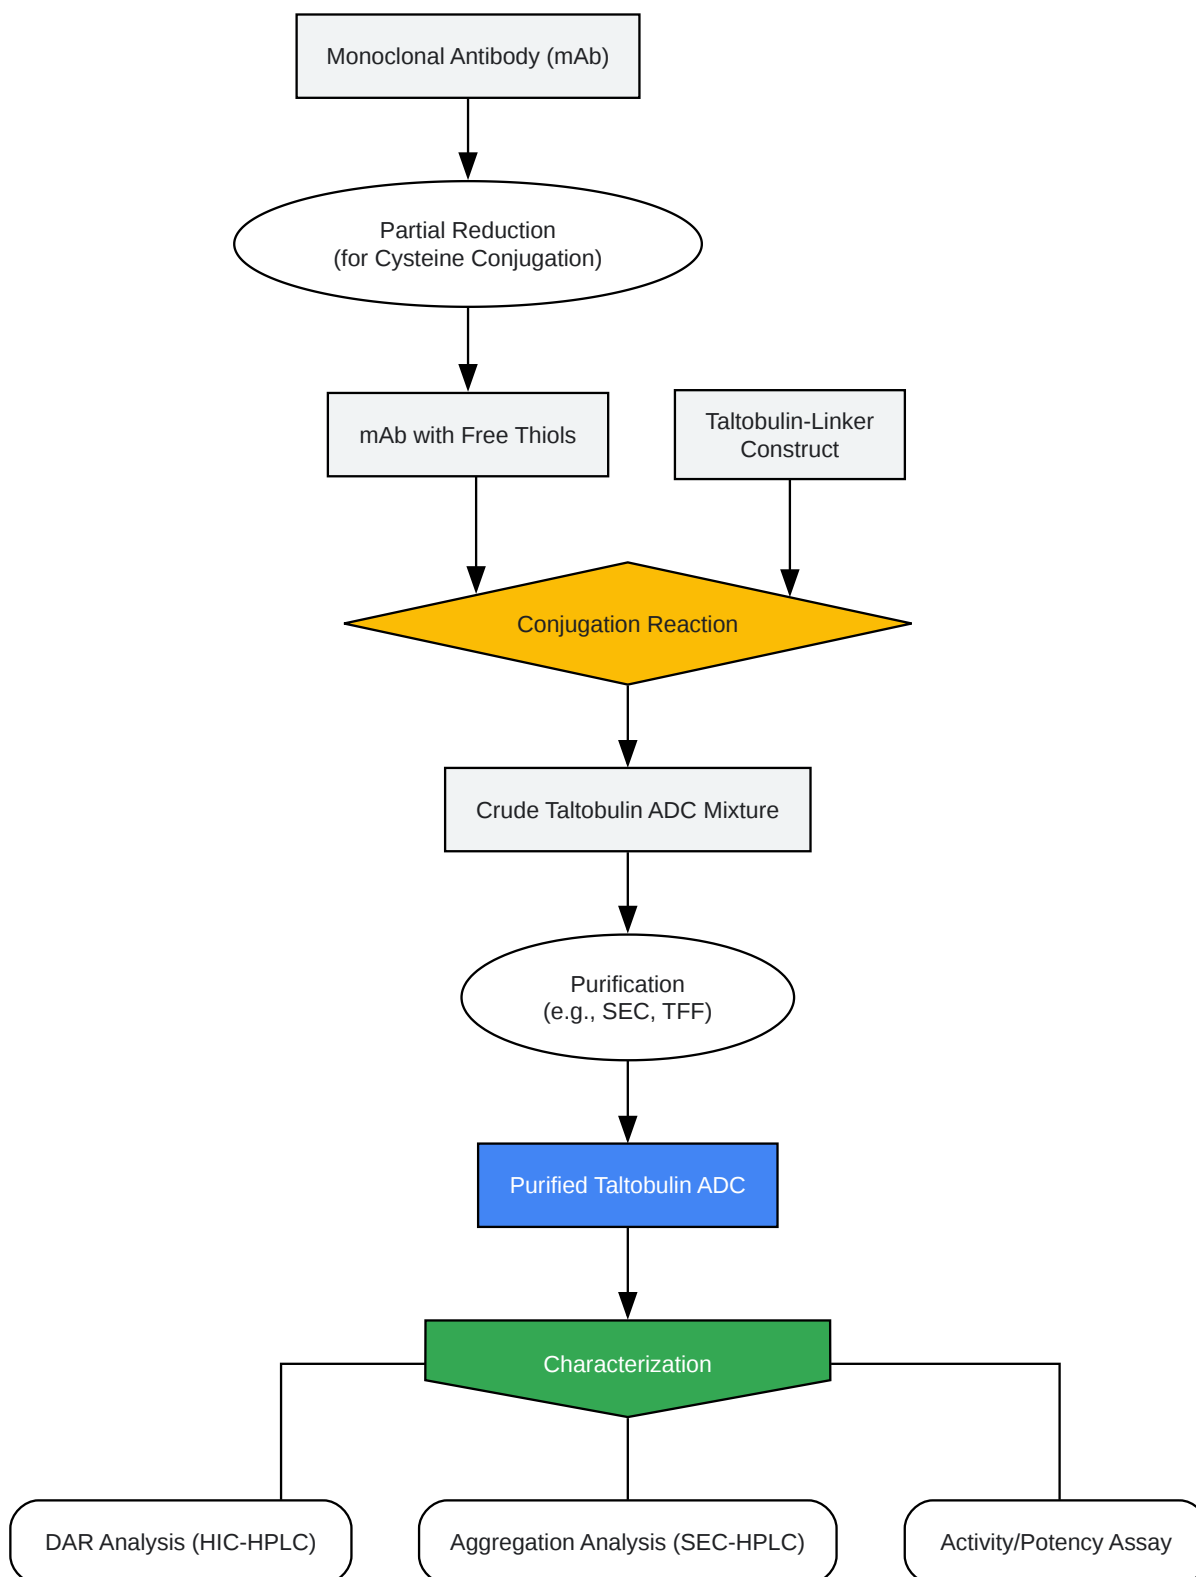 Monoclonal Antibody (mAb)
Partial Reduction
(for Cysteine Conjugation)
mAb with Free Thiols
Taltobulin-Linker
Construct
Conjugation Reaction
Crude Taltobulin ADC Mixture
Purification
(e.g., SEC, TFF)
Purified Taltobulin ADC
Characterization
DAR Analysis (HIC-HPLC)
Aggregation Analysis (SEC-HPLC)
Activity/Potency Assay